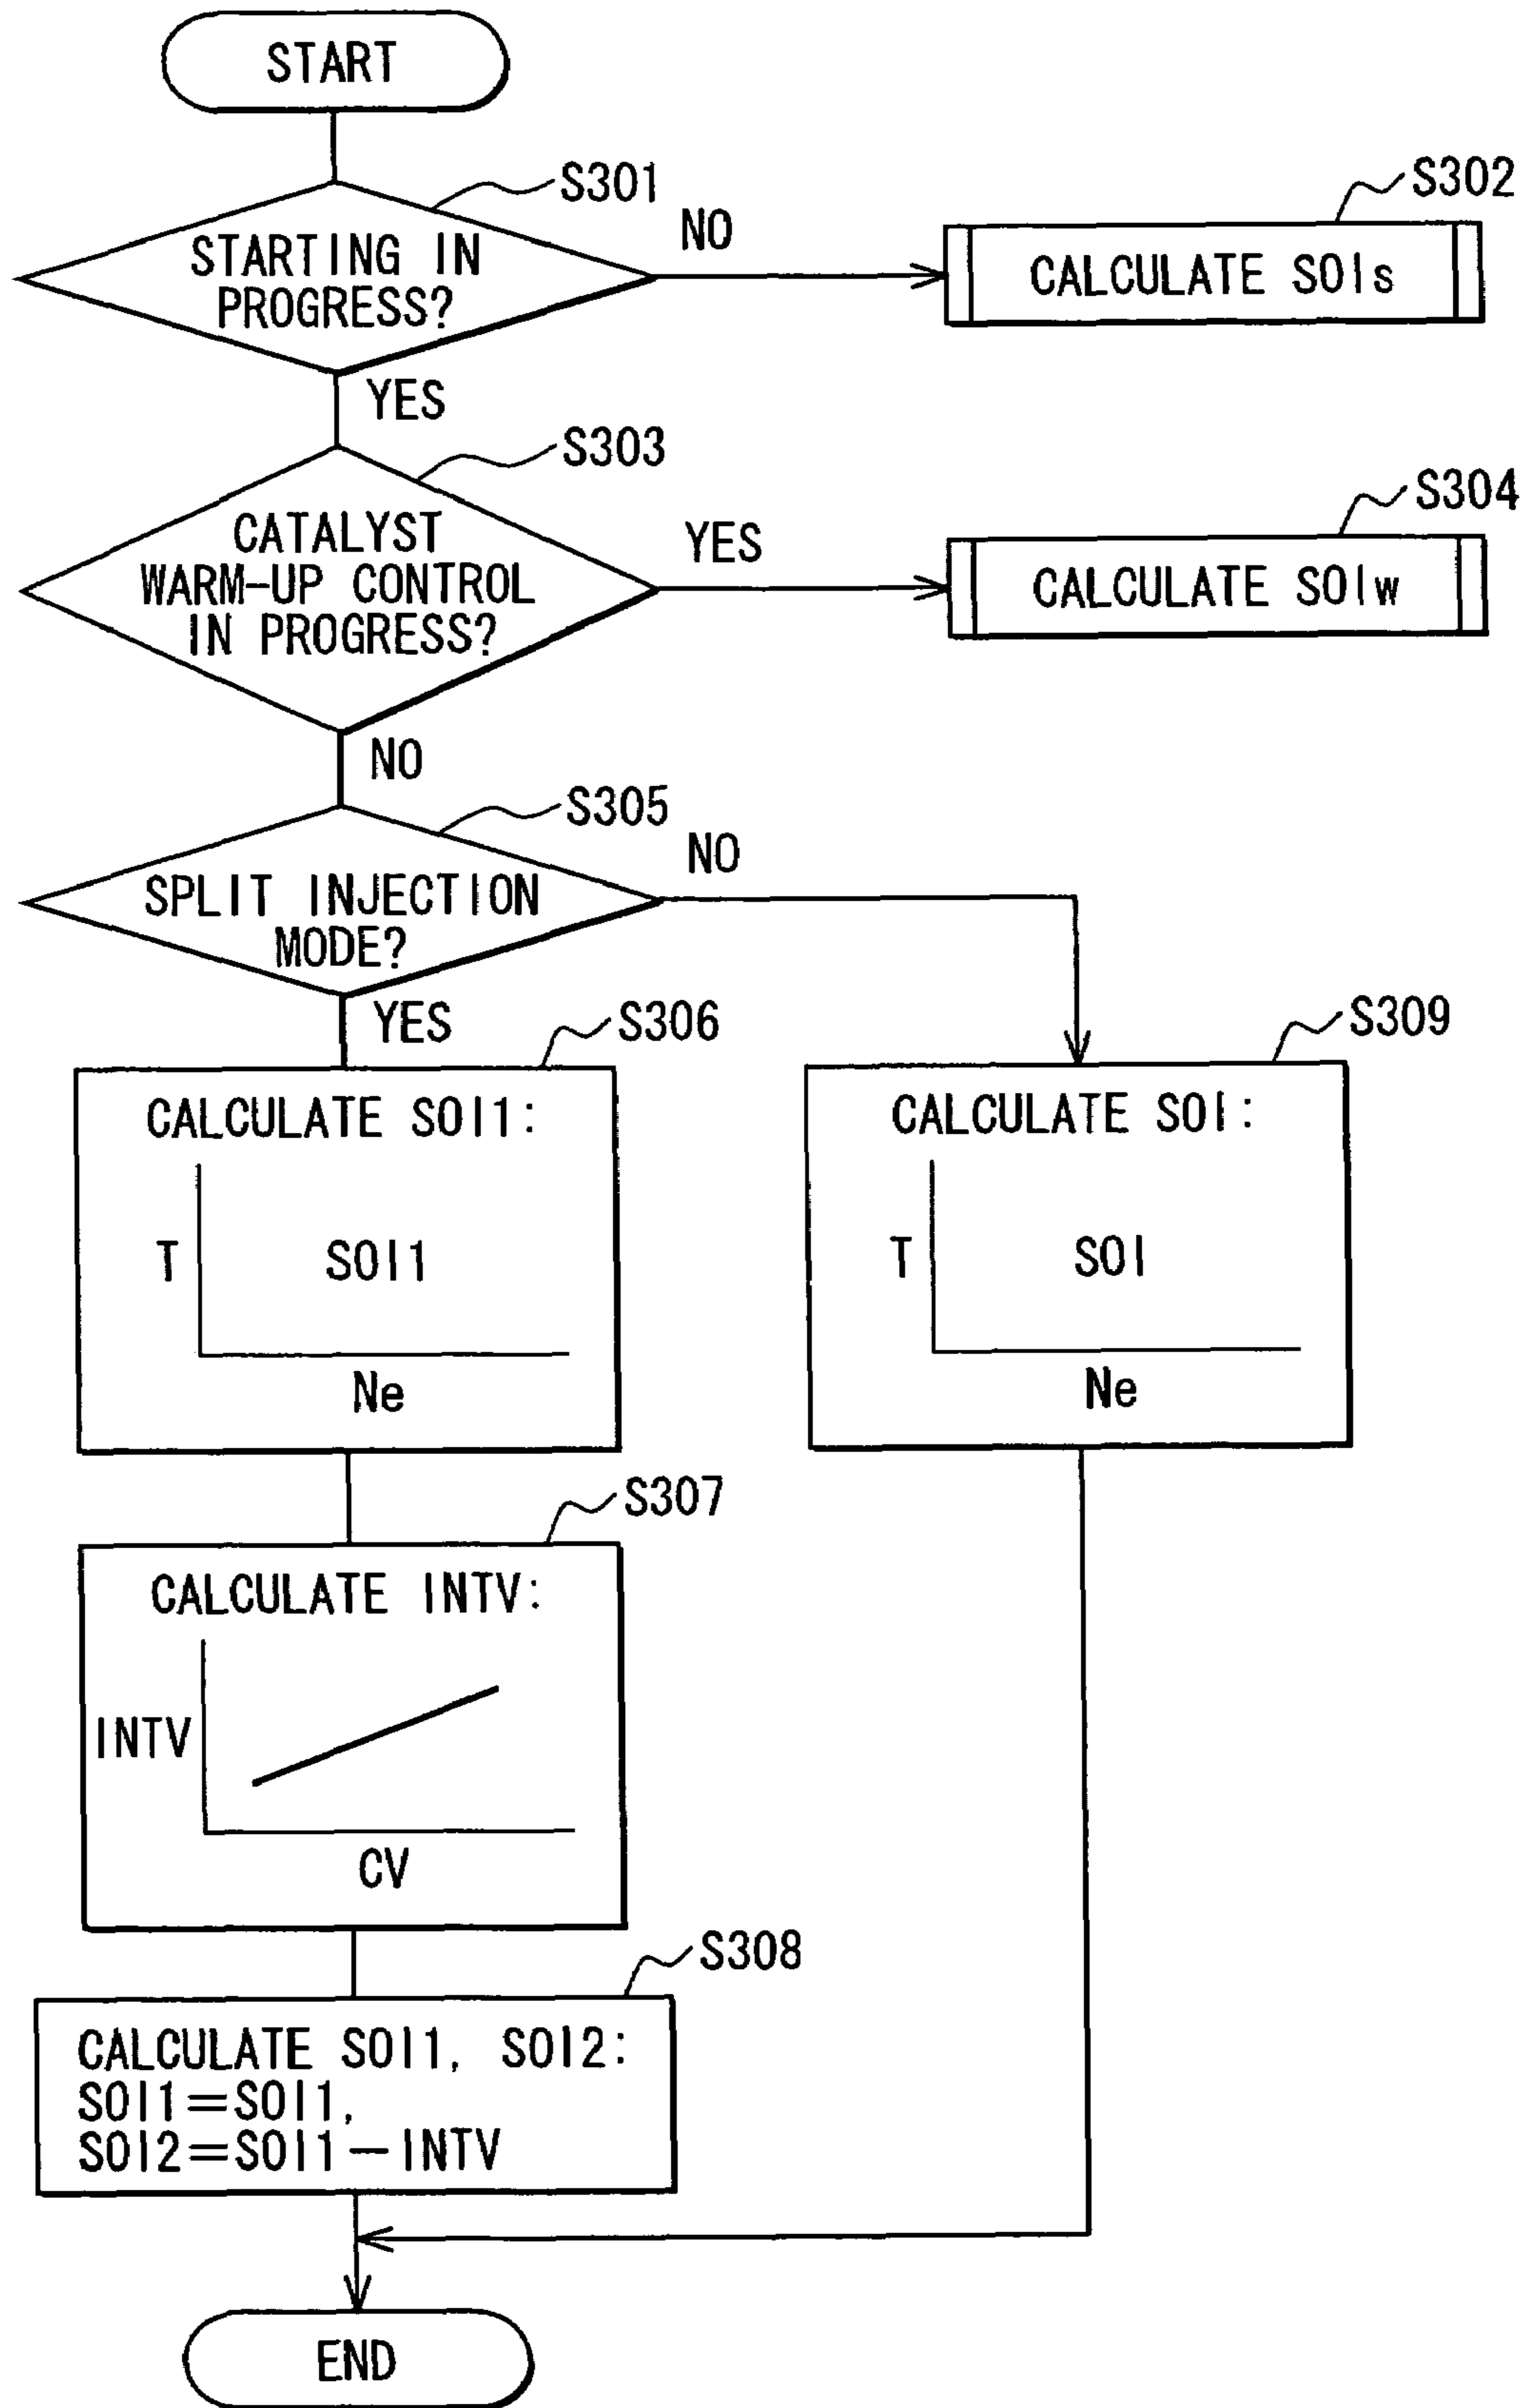 START
S301
STARTING IN
PROGRESS?
NO
S302
CALCULATE SOIs
YES
S303
CATALYST
WARM-UP CONTROL
IN PROGRESS?
YES
S304
CALCULATE SOIw
NO
S305
SPLIT INJECTION
MODE?
NO
YES
S306
CALCULATE SOI1:
T
SOI1
Ne
S309
CALCULATE SOI:
T
SOI
Ne
S307
CALCULATE INTV:
INTV
CV
S308
CALCULATE SOI1, SOI2:
SOI1=SOI1,
SOI2=SOI1-INTV
END